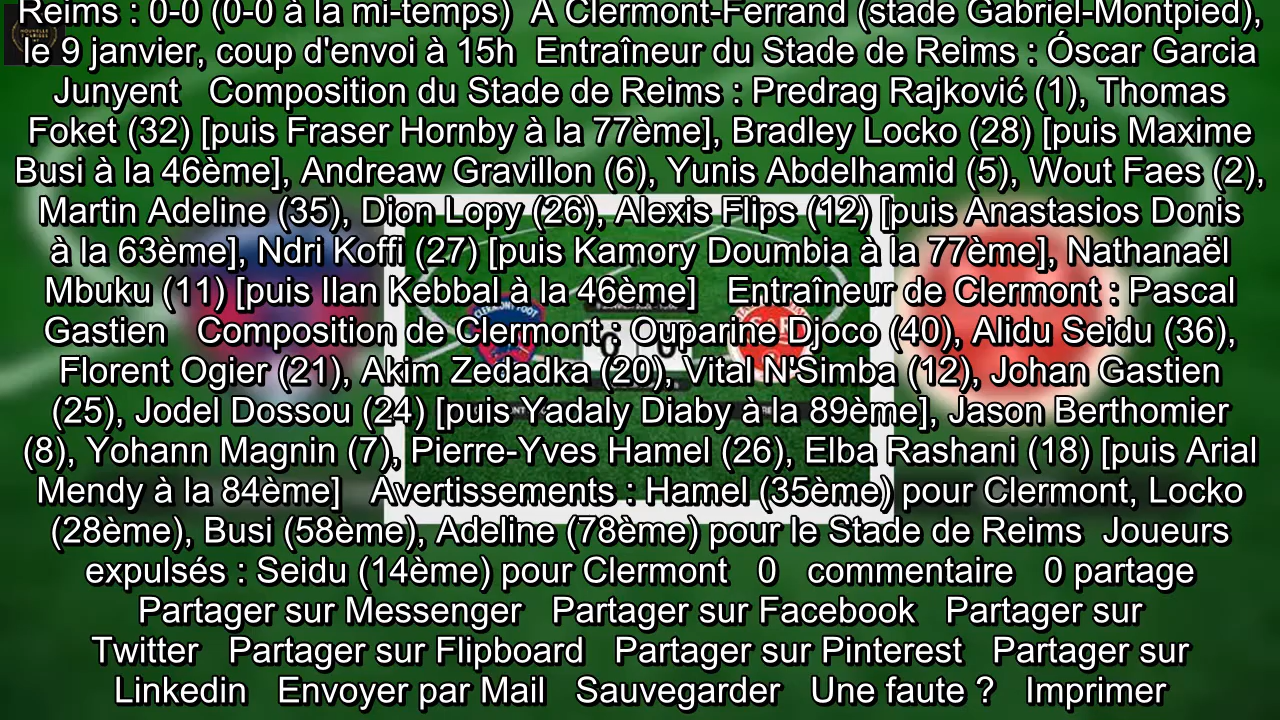 Reims : 0-0 (0-0 à la mi-temps)  A Clermont-Ferrand (stade Gabriel-Montpied),
le 9 janvier, coup d'envoi à 15h  Entraîneur du Stade de Reims : Óscar Garcia
Junyent   Composition du Stade de Reims : Predrag Rajković (1), Thomas
Foket (32) [puis Fraser Hornby à la 77ème], Bradley Locko (28) [puis Maxime
Busi à la 46ème], Andreaw Gravillon (6), Yunis Abdelhamid (5), Wout Faes (2),
Martin Adeline (35), Dion Lopy (26), Alexis Flips (12) [puis Anastasios Donis
à la 63ème], Ndri Koffi (27) [puis Kamory Doumbia à la 77ème], Nathanaël
Mbuku (11) [puis Ilan Kebbal à la 46ème]   Entraîneur de Clermont : Pascal
Gastien   Composition de Clermont : Ouparine Djoco (40), Alidu Seidu (36),
Florent Ogier (21), Akim Zedadka (20), Vital N'Simba (12), Johan Gastien
(25), Jodel Dossou (24) [puis Yadaly Diaby à la 89ème], Jason Berthomier
(8), Yohann Magnin (7), Pierre-Yves Hamel (26), Elba Rashani (18) [puis Arial
Mendy à la 84ème]   Avertissements : Hamel (35ème) pour Clermont, Locko
(28ème), Busi (58ème), Adeline (78ème) pour le Stade de Reims  Joueurs
expulsés : Seidu (14ème) pour Clermont   0   commentaire   0 partage
Partager sur Messenger   Partager sur Facebook   Partager sur
Twitter   Partager sur Flipboard   Partager sur Pinterest   Partager sur
Linkedin   Envoyer par Mail   Sauvegarder   Une faute ?   Imprimer